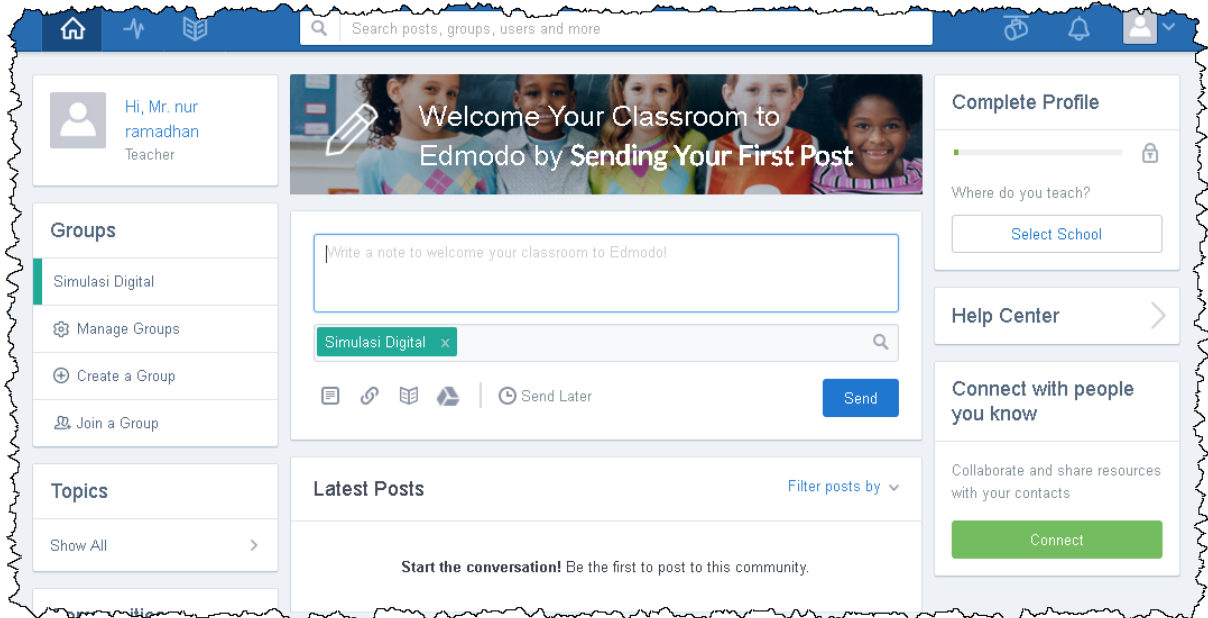 Search posts, groups, users and more
Hi, Mr. nur
ramadhan
Teacher
Groups
Simulasi Digital
Manage Groups
Create a Group
Join a Group
Topics
Show All
Welcome Your Classroom to
Edmodo by Sending Your First Post
Write a note to welcome your classroom to Edmodo!
Simulasi Digital x
Send Later
Send
Latest Posts
Filter posts by
Start the conversation! Be the first to post to this community.
Complete Profile
Where do you teach?
Select School
Help Center
Connect with people
you know
Collaborate and share resources
with your contacts
Connect